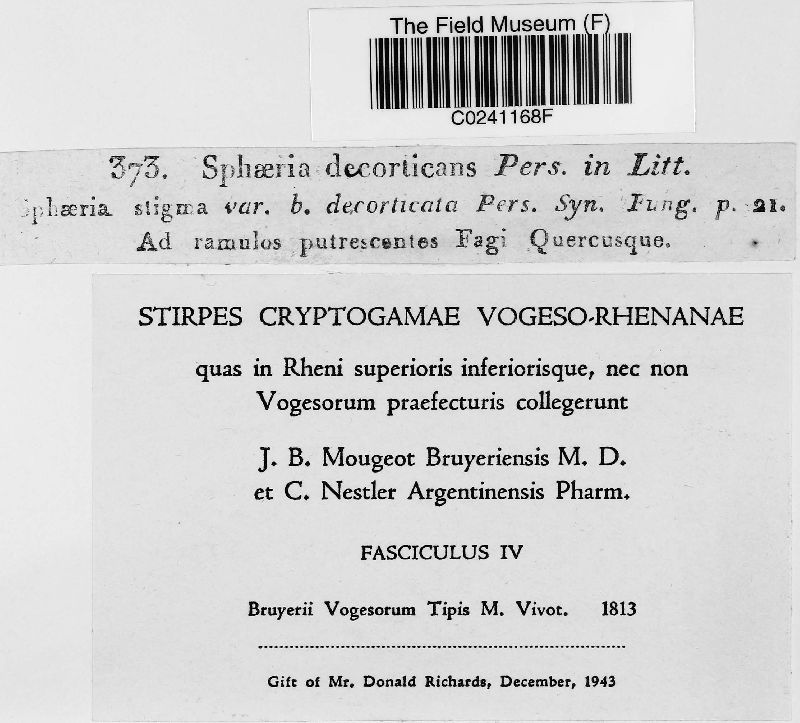 The Field Museum (F)
C0241168F
373. Sphæria decorticans Pers. in Litt.
Sphæria stigma var. b. decorticata Pers. Syn. Fung. p. 21.
Ad ramulos putrescentes Fagi Quercusque.
STIRPES CRYPTOGAMAE VOGESO-RHENANAE
quas in Rheni superioris inferiorisque, nec non
Vogesorum praefecturis collegerunt
J. B. Mougeot Bruyeriensis M. D.
et C. Nestler Argentinensis Pharm.
FASCICULUS IV
Bruyerii Vogesorum Tipis M. Vivot. 1813
Gift of Mr. Donald Richards, December, 1943